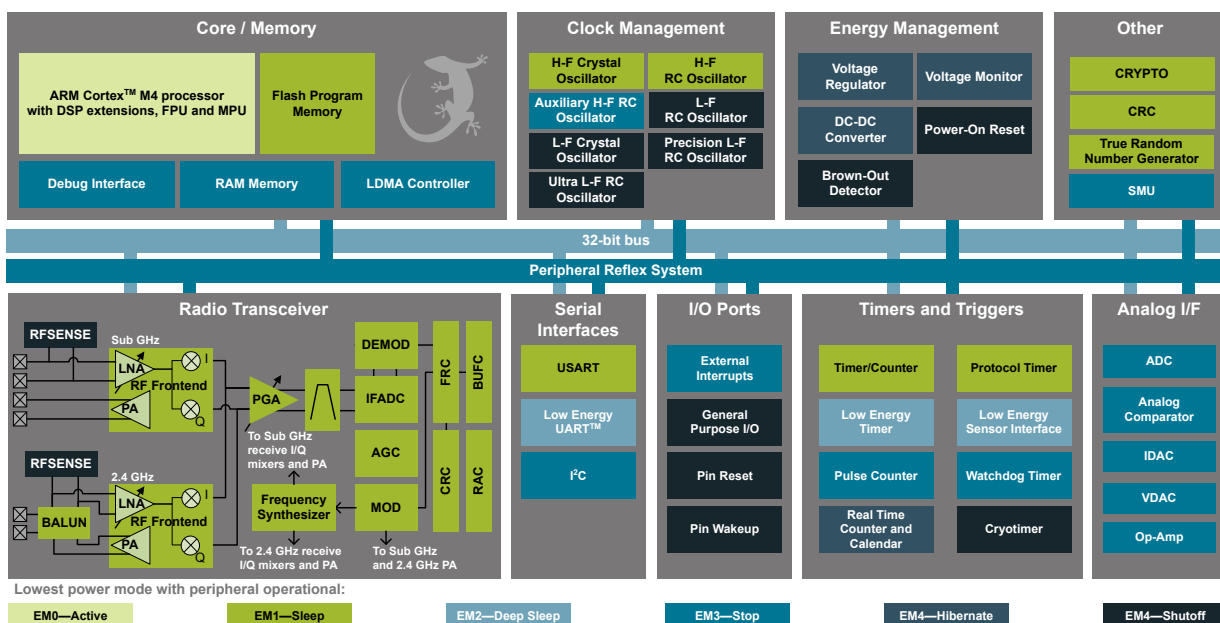 Core / Memory
ARM Cortex™ M4 processor
with DSP extensions, FPU and MPU
Flash Program
Memory
Debug Interface
RAM Memory
LDMA Controller
Clock Management
H-F Crystal
Oscillator
H-F
RC Oscillator
Auxiliary H-F RC
Oscillator
L-F
RC Oscillator
L-F Crystal
Oscillator
Precision L-F
RC Oscillator
Ultra L-F RC
Oscillator
Energy Management
Voltage
Regulator
Voltage Monitor
DC-DC
Converter
Power-On Reset
Brown-Out
Detector
Other
CRYPTO
CRC
True Random
Number Generator
SMU
32-bit bus
Peripheral Reflex System
Radio Transceiver
RFSENSE
Sub GHz
LNA
RF Frontend
PA
I
Q
PGA
DEMOD
IFADC
AGC
MOD
FRC
BUFC
CRC
RAC
To Sub GHz
receive I/Q
mixers and PA
RFSENSE
2.4 GHz
LNA
RF Frontend
BALUN
PA
I
Q
Frequency
Synthesizer
To 2.4 GHz receive
I/Q mixers and PA
To Sub GHz
and 2.4 GHz PA
Serial
Interfaces
USART
Low Energy
UART™
I²C
I/O Ports
External
Interrupts
General
Purpose I/O
Pin Reset
Pin Wakeup
Timers and Triggers
Timer/Counter
Protocol Timer
Low Energy
Timer
Low Energy
Sensor Interface
Pulse Counter
Watchdog Timer
Real Time
Counter and
Calendar
Cryotimer
Analog I/F
ADC
Analog
Comparator
IDAC
VDAC
Op-Amp
Lowest power mode with peripheral operational:
EM0—Active
EM1—Sleep
EM2—Deep Sleep
EM3—Stop
EM4—Hibernate
EM4—Shutoff